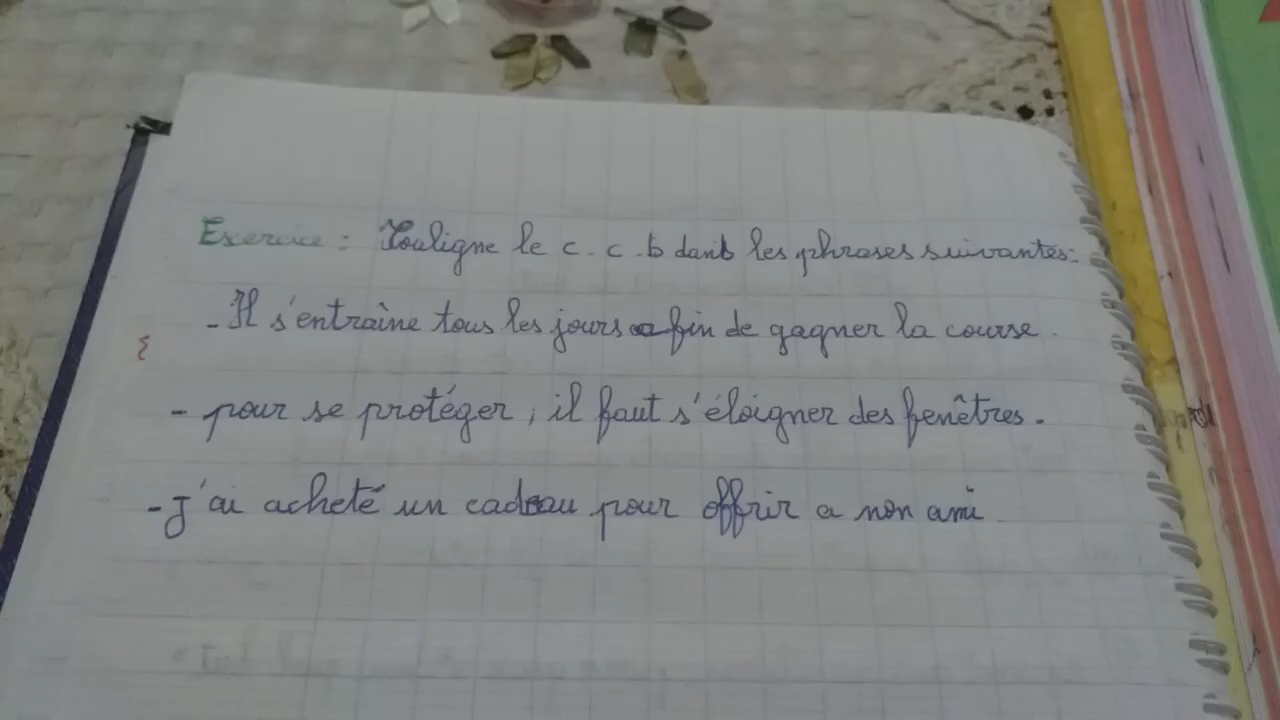 Exercice : Souligne le c.c.b dans les phrases suivantes:
- Il s'entraîne tous les jours afin de gagner la course.
- pour se protéger, il faut s'éloigner des fenêtres.
- J'ai acheté un cadeau pour offrir a mon ami.